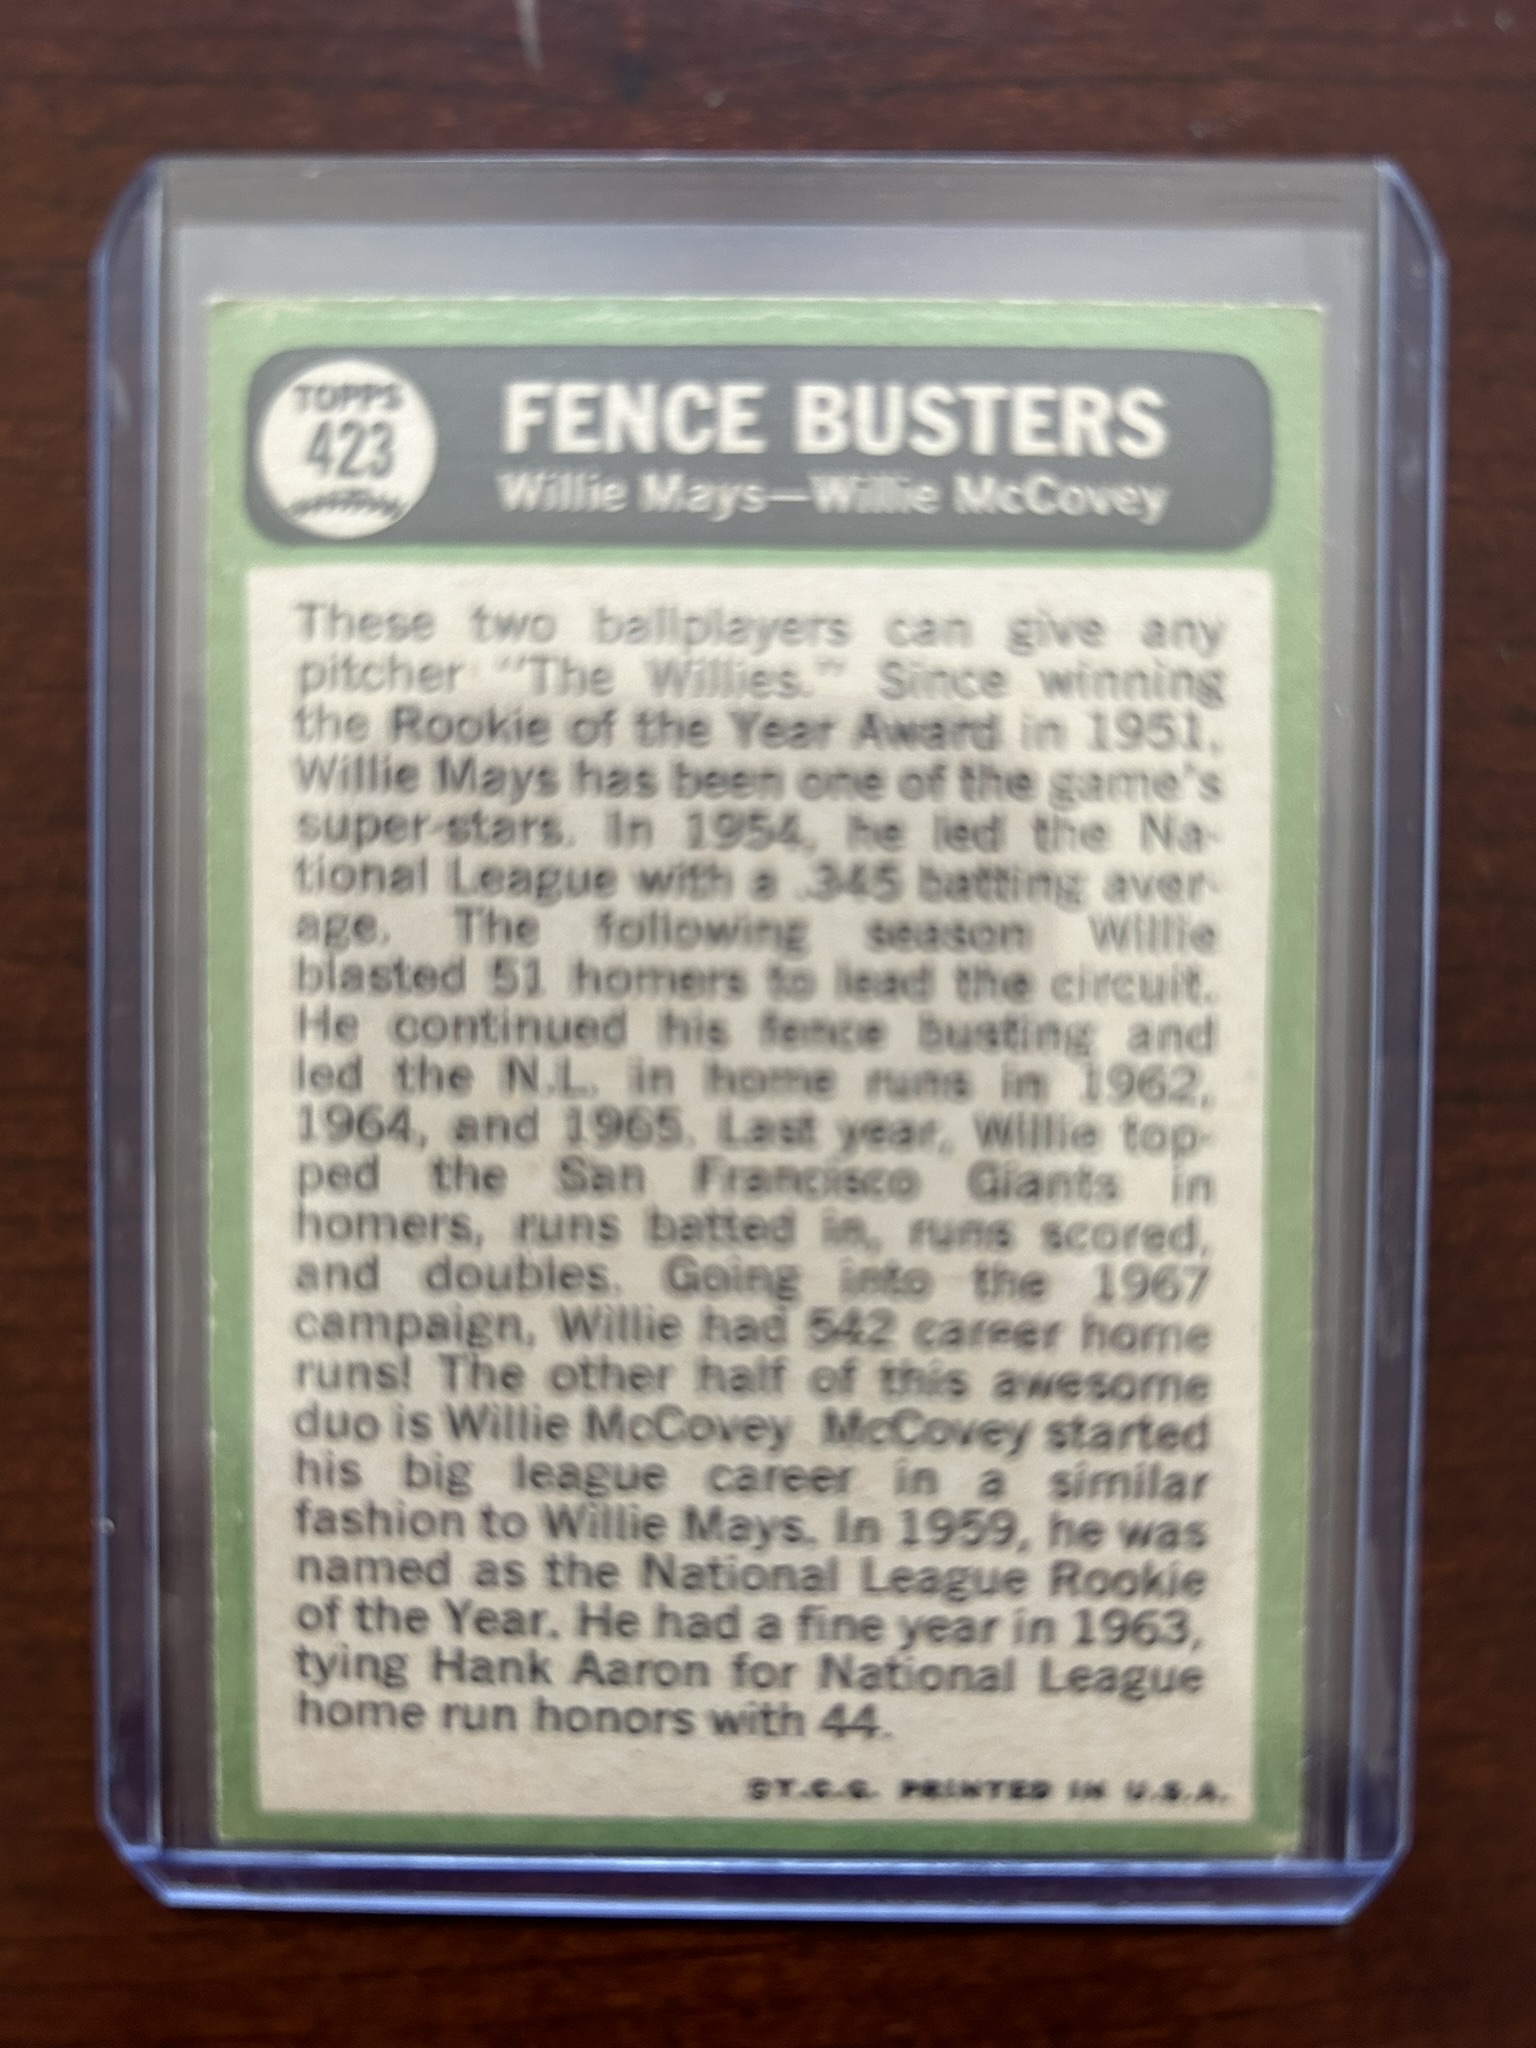 TOPPS
423
FENCE BUSTERS
Willie Mays—Willie McCovey
These two ballplayers can give any
pitcher "The Willies." Since winning
the Rookie of the Year Award in 1951,
Willie Mays has been one of the game's
super-stars. In 1954, he led the Na-
tional League with a .345 batting aver-
age. The following season Willie
blasted 51 homers to lead the circuit.
He continued his fence busting and
led the N.L. in home runs in 1962,
1964, and 1965. Last year, Willie top-
ped the San Francisco Giants in
homers, runs batted in, runs scored,
and doubles. Going into the 1967
campaign, Willie had 542 career home
runs! The other half of this awesome
duo is Willie McCovey McCovey started
his big league career in a similar
fashion to Willie Mays. In 1959, he was
named as the National League Rookie
of the Year. He had a fine year in 1963,
tying Hank Aaron for National League
home run honors with 44.
©T.C.G. PRINTED IN U.S.A.